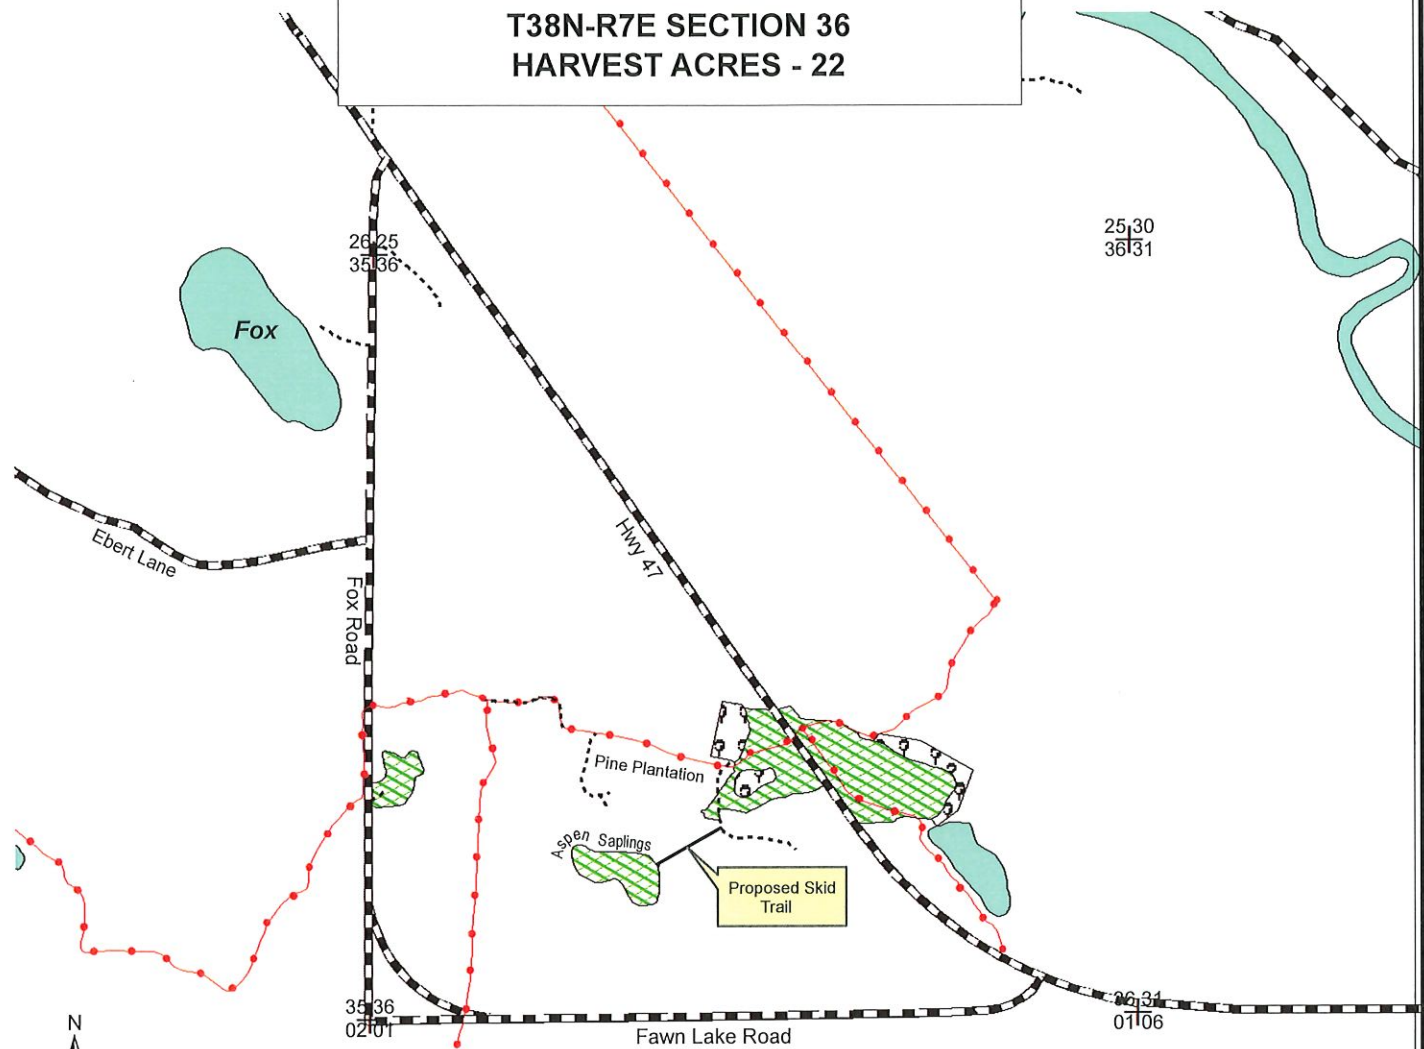 T38N-R7E SECTION 36
HARVEST ACRES - 22
25 30
36 31
26 25
35 36
Fox
Hwy 47
Ebert Lane
Fox Road
Pine Plantation
Aspen Saplings
Proposed Skid
Trail
35 36
02 01
36 31
01 06
N
Fawn Lake Road